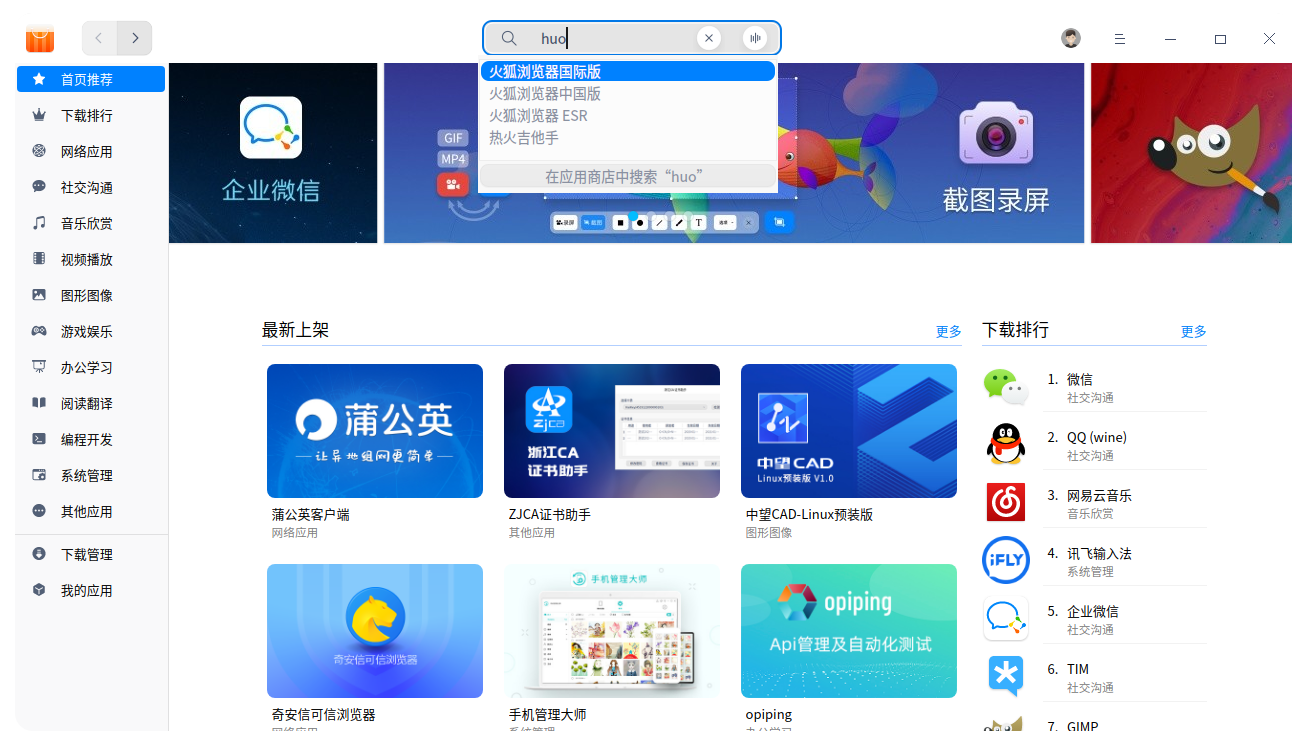 huo
火狐浏览器国际版
火狐浏览器中国版
火狐浏览器 ESR
热火吉他手
在应用商店中搜索“huo”
首页推荐
下载排行
网络应用
社交沟通
音乐欣赏
视频播放
图形图像
游戏娱乐
办公学习
阅读翻译
编程开发
系统管理
其他应用
下载管理
我的应用
企业微信
GIF
MP4
截图录屏
最新上架
更多
蒲公英
让异地组网更简单
蒲公英客户端
网络应用
ZJCA
浙江CA
证书助手
ZJCA证书助手
其他应用
中望CAD
Linux预装版 V1.0
中望CAD-Linux预装版
图形图像
奇安信可信浏览器
奇安信可信浏览器
网络应用
手机管理大师
手机管理大师
系统管理
opiping
Api管理及自动化测试
opiping
办公学习
下载排行
更多
1. 微信
社交沟通
2. QQ (wine)
社交沟通
3. 网易云音乐
音乐欣赏
iFLY
4. 讯飞输入法
系统管理
5. 企业微信
社交沟通
6. TIM
社交沟通
7. GIMP